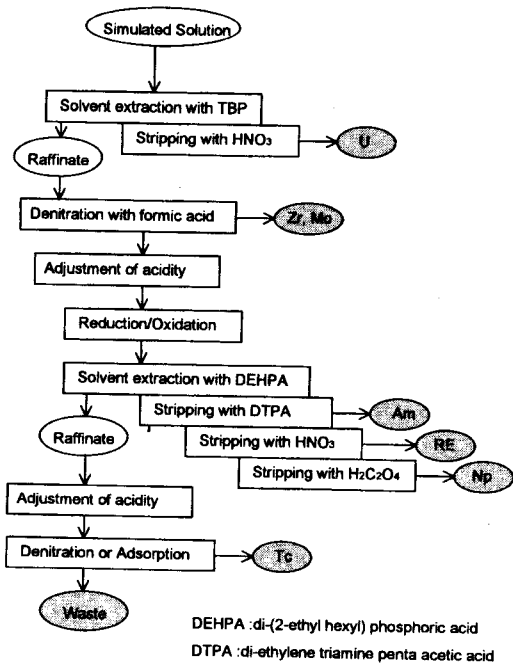 Simulated Solution
Solvent extraction with TBP
Stripping with HNO₃
U
Raffinate
Denitration with formic acid
Zr, Mo
Adjustment of acidity
Reduction/Oxidation
Solvent extraction with DEHPA
Stripping with DTPA
Am
Raffinate
Stripping with HNO₃
RE
Stripping with H₂C₂O₄
Np
Adjustment of acidity
Denitration or Adsorption
Tc
Waste
DEHPA :di-(2-ethyl hexyl) phosphoric acid
DTPA :di-ethylene triamine penta acetic acid